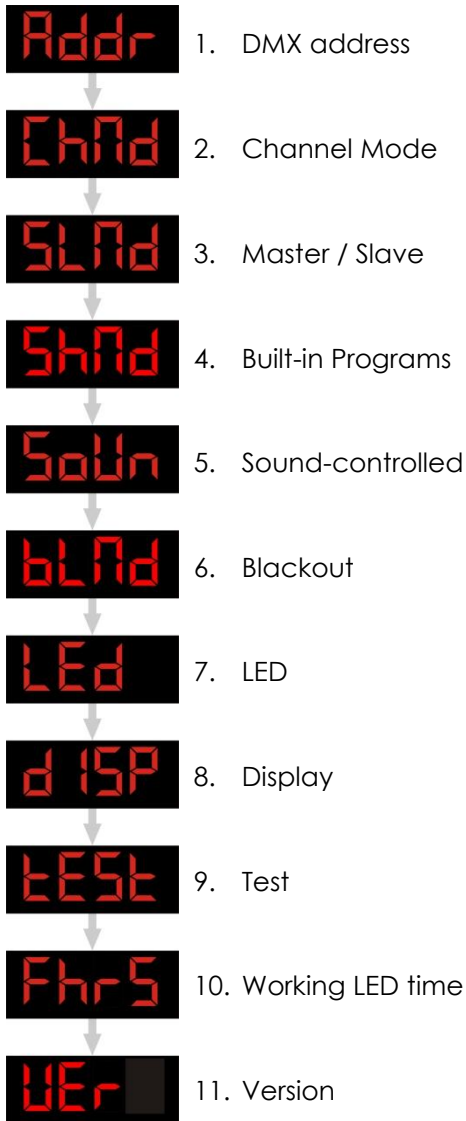 Addr 1. DMX address
ChMd 2. Channel Mode
SLMd 3. Master / Slave
ShMd 4. Built-in Programs
SoUn 5. Sound-controlled
bLMd 6. Blackout
LEd 7. LED
dISP 8. Display
tESt 9. Test
FhrS 10. Working LED time
VEr 11. Version